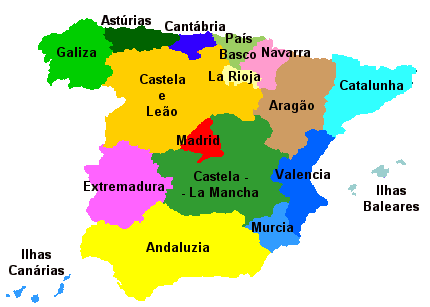 Astúrias
Cantábria
País
Basco
Navarra
Galiza
La Rioja
Castela
e
Leão
Catalunha
Aragão
Madrid
Extremadura
Castela -
- La Mancha
Valencia
Ilhas
Baleares
Murcia
Andaluzia
Ilhas
Canárias